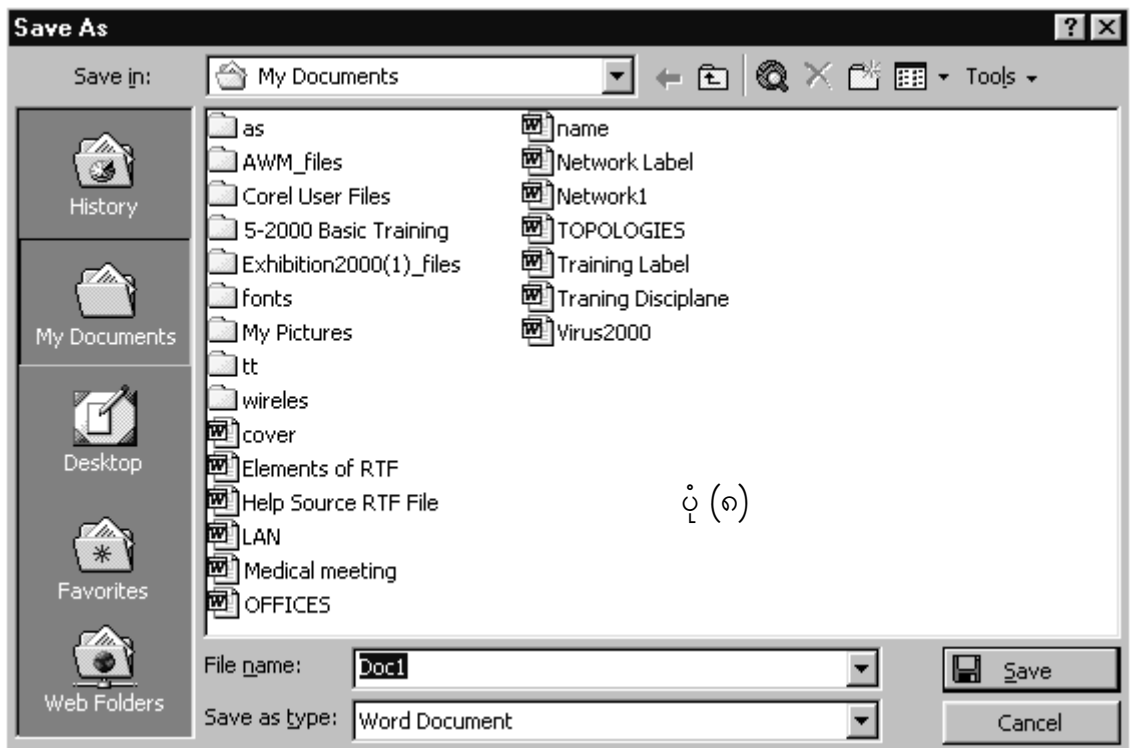 Save As
Save in:
My Documents
Tools
History
My Documents
Desktop
Favorites
Web Folders
as
AWM_files
Corel User Files
5-2000 Basic Training
Exhibition2000(1)_files
fonts
My Pictures
tt
wireles
cover
Elements of RTF
Help Source RTF File
LAN
Medical meeting
OFFICES
name
Network Label
Network1
TOPOLOGIES
Training Label
Traning Disciplane
Virus2000
ပုံ (၈)
File name:
Doc1
Save
Save as type:
Word Document
Cancel